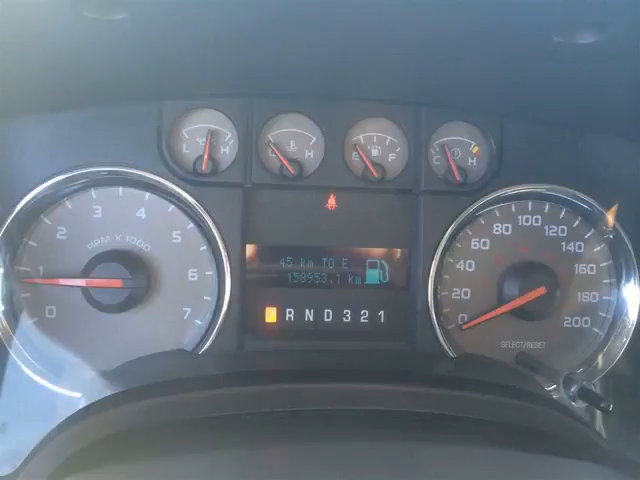 L H
H
E F
C H
0 1 2 3 4 5 6 7
RPM X 1000
45 km TO E
158953.1 km
R N D 3 2 1
0 20 40 60 80 100 120 140 160 180 200
SELECT/RESET